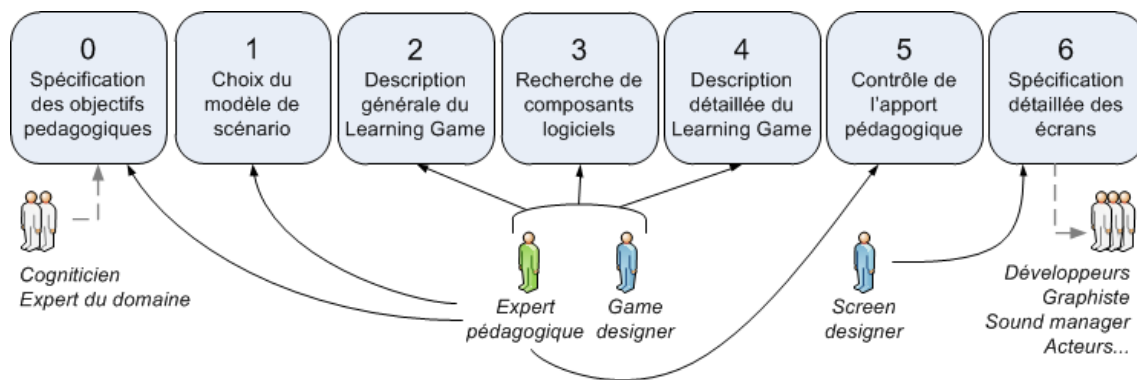 0
Spécification
des objectifs
pedagogiques
1
Choix du
modèle de
scénario
2
Description
générale du
Learning Game
3
Recherche de
composants
logiciels
4
Description
détaillée du
Learning Game
5
Contrôle de
l'apport
pédagogique
6
Spécification
détaillée des
écrans
Cogniticien
Expert du domaine
Expert
pédagogique
Game
designer
Screen
designer
Développeurs
Graphiste
Sound manager
Acteurs...